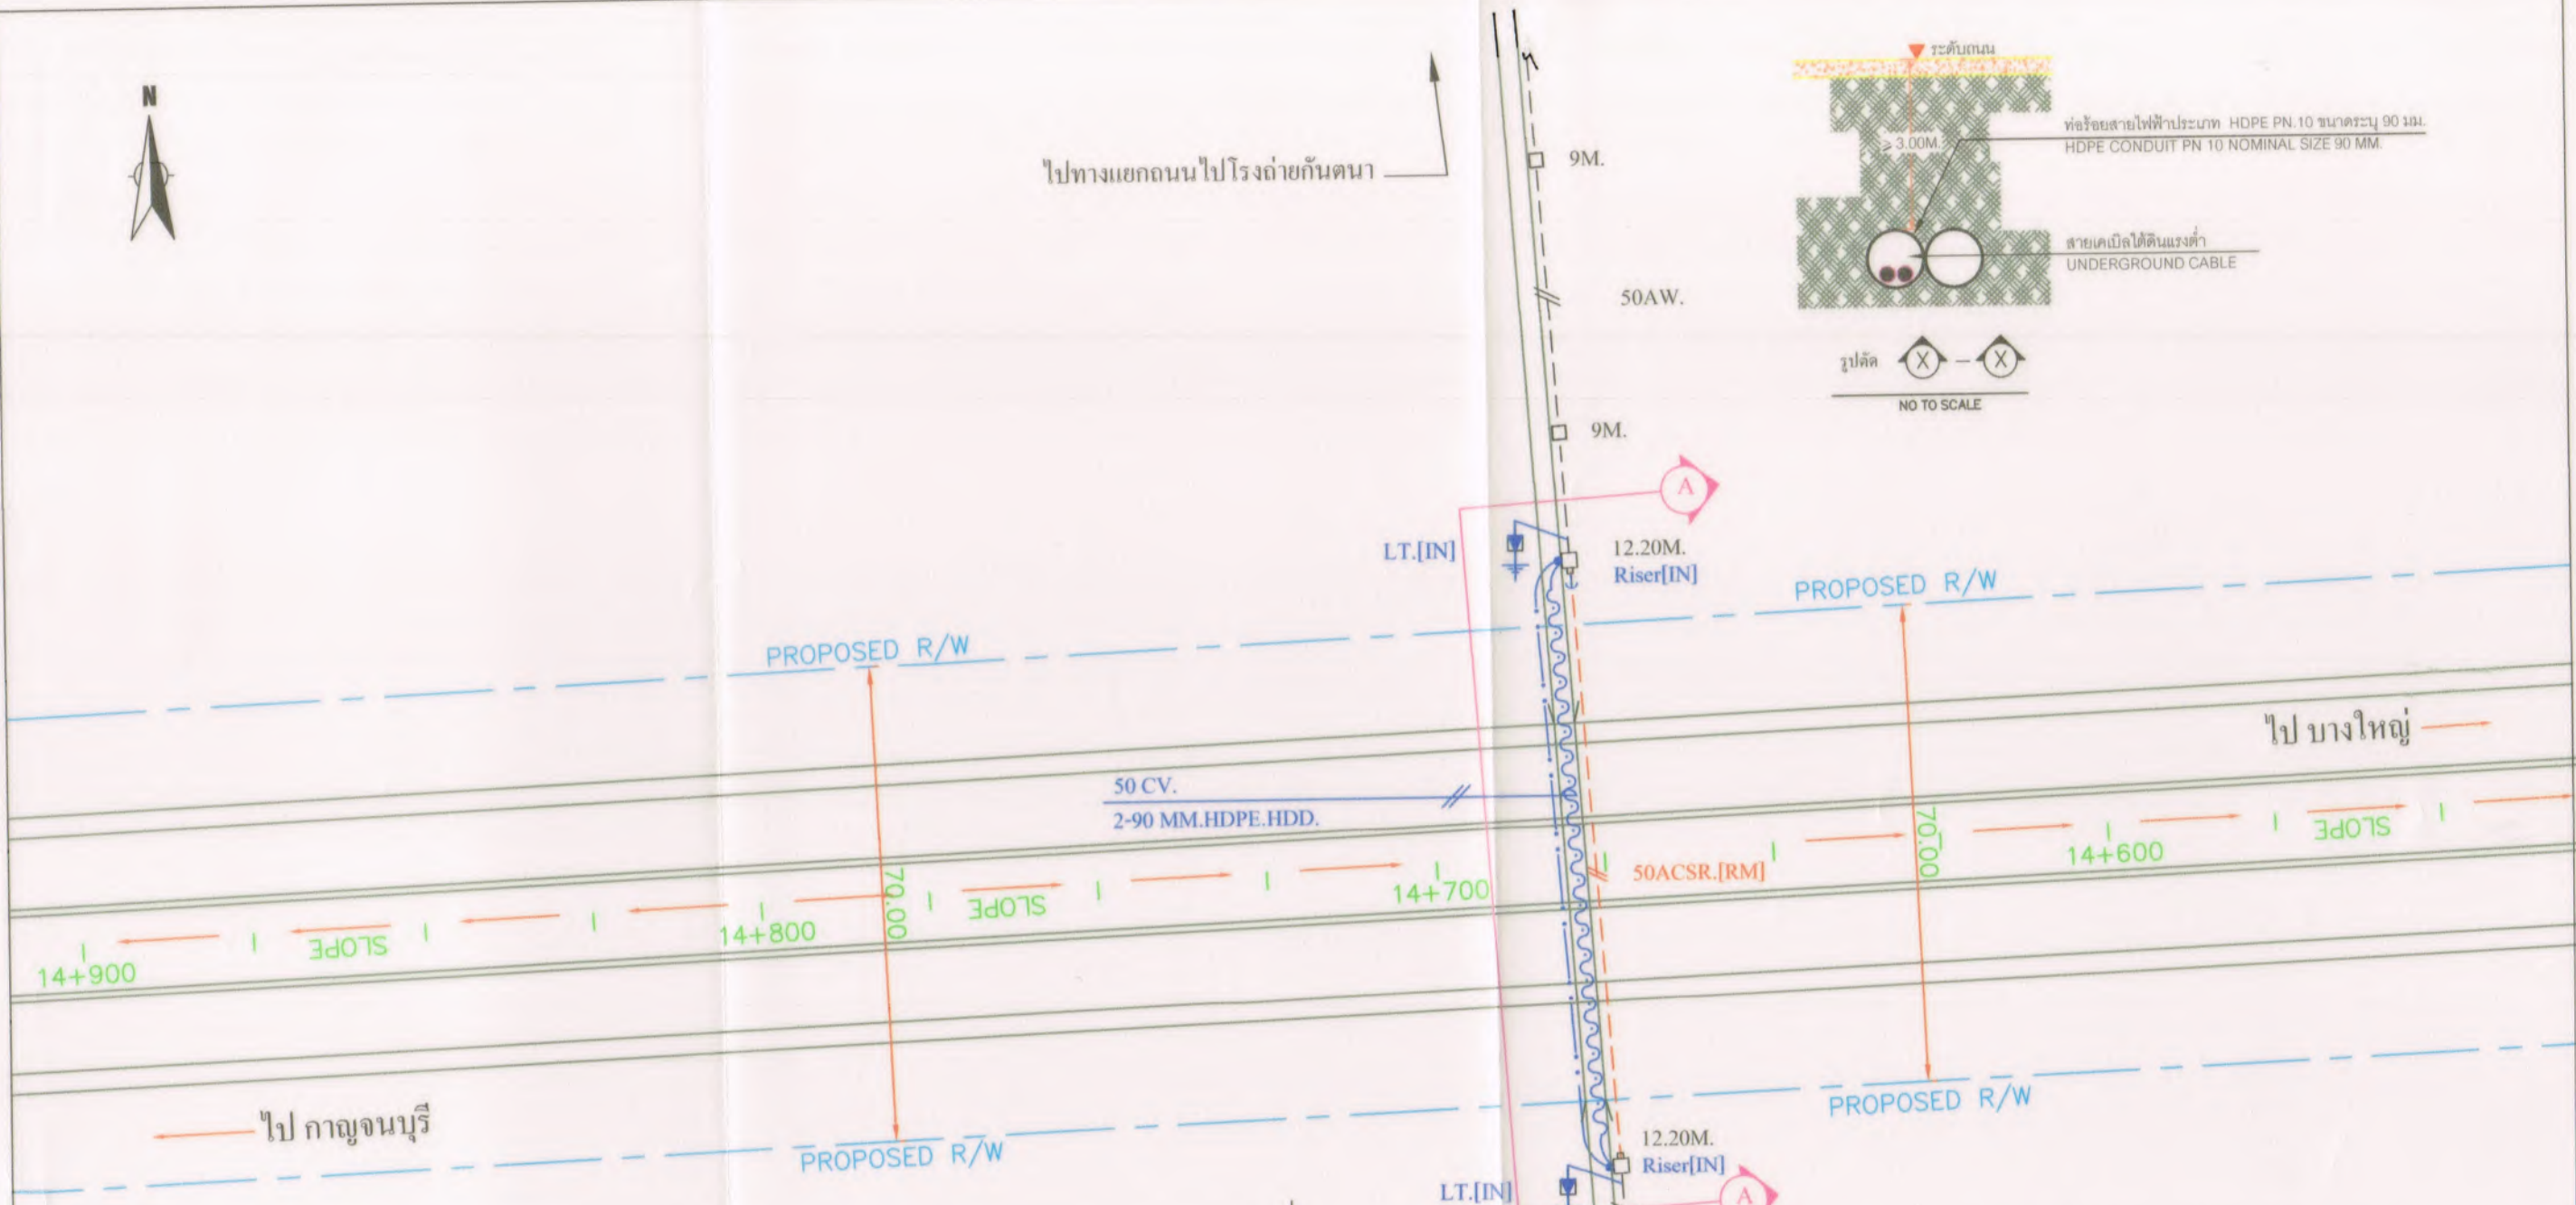 N
ไปทางแยกถนนไปโรงถ่ายกันตนา
9M.
50AW.
9M.
ระดับถนน
≥ 3.00M.
ท่อร้อยสายไฟฟ้าประเภท HDPE PN.10 ขนาดระบุ 90 มม.
HDPE CONDUIT PN 10 NOMINAL SIZE 90 MM.
สายเคเบิลใต้ดินแรงต่ำ
UNDERGROUND CABLE
รูปตัด X – X
NO TO SCALE
A
LT.[IN]
12.20M.
Riser[IN]
PROPOSED R/W
PROPOSED R/W
ไป บางใหญ่
50 CV.
2-90 MM.HDPE.HDD.
50ACSR.[RM]
70.00
70.00
14+900
SLOPE
14+800
SLOPE
14+700
14+600
SLOPE
ไป กาญจนบุรี
PROPOSED R/W
PROPOSED R/W
12.20M.
Riser[IN]
LT.[IN]
A